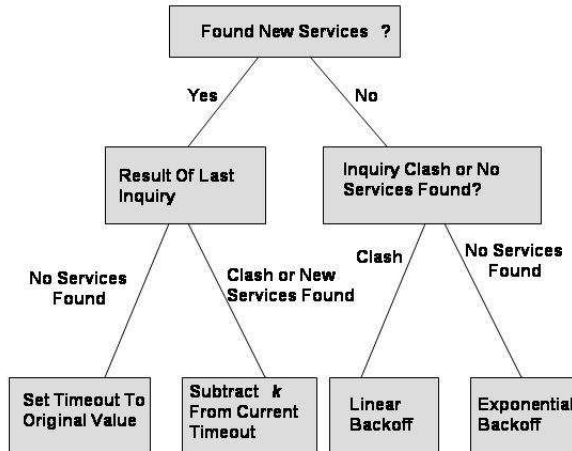 Found New Services ?
Yes
No
Result Of Last
Inquiry
Inquiry Clash or No
Services Found?
No Services
Found
Clash or New
Services Found
Clash
No Services
Found
Set Timeout To
Original Value
Subtract k
From Current
Timeout
Linear
Backoff
Exponential
Backoff